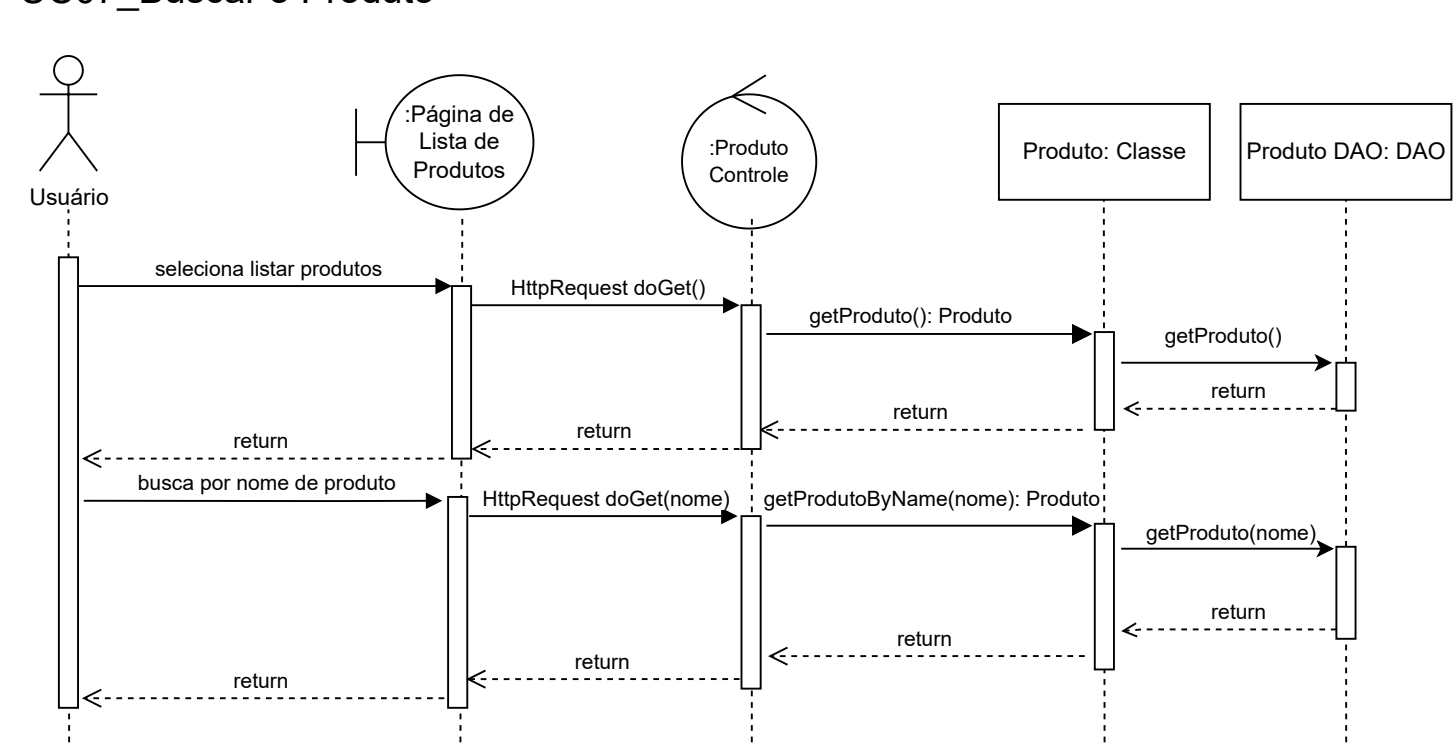 :Página de
Lista de
Produtos
:Produto
Controle
Produto: Classe
Produto DAO: DAO
Usuário
seleciona listar produtos
HttpRequest doGet()
getProduto(): Produto
getProduto()
return
return
return
return
busca por nome de produto
HttpRequest doGet(nome)
getProdutoByName(nome): Produto
getProduto(nome)
return
return
return
return